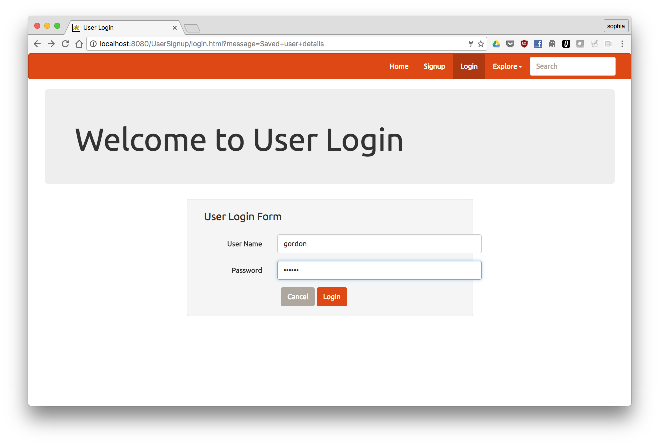 User Login
sophia
localhost:8080/UserSignup/login.html?message=Saved+user+details
Home Signup Login Explore Search
Welcome to User Login
User Login Form
User Name gordon
Password ••••••
Cancel Login